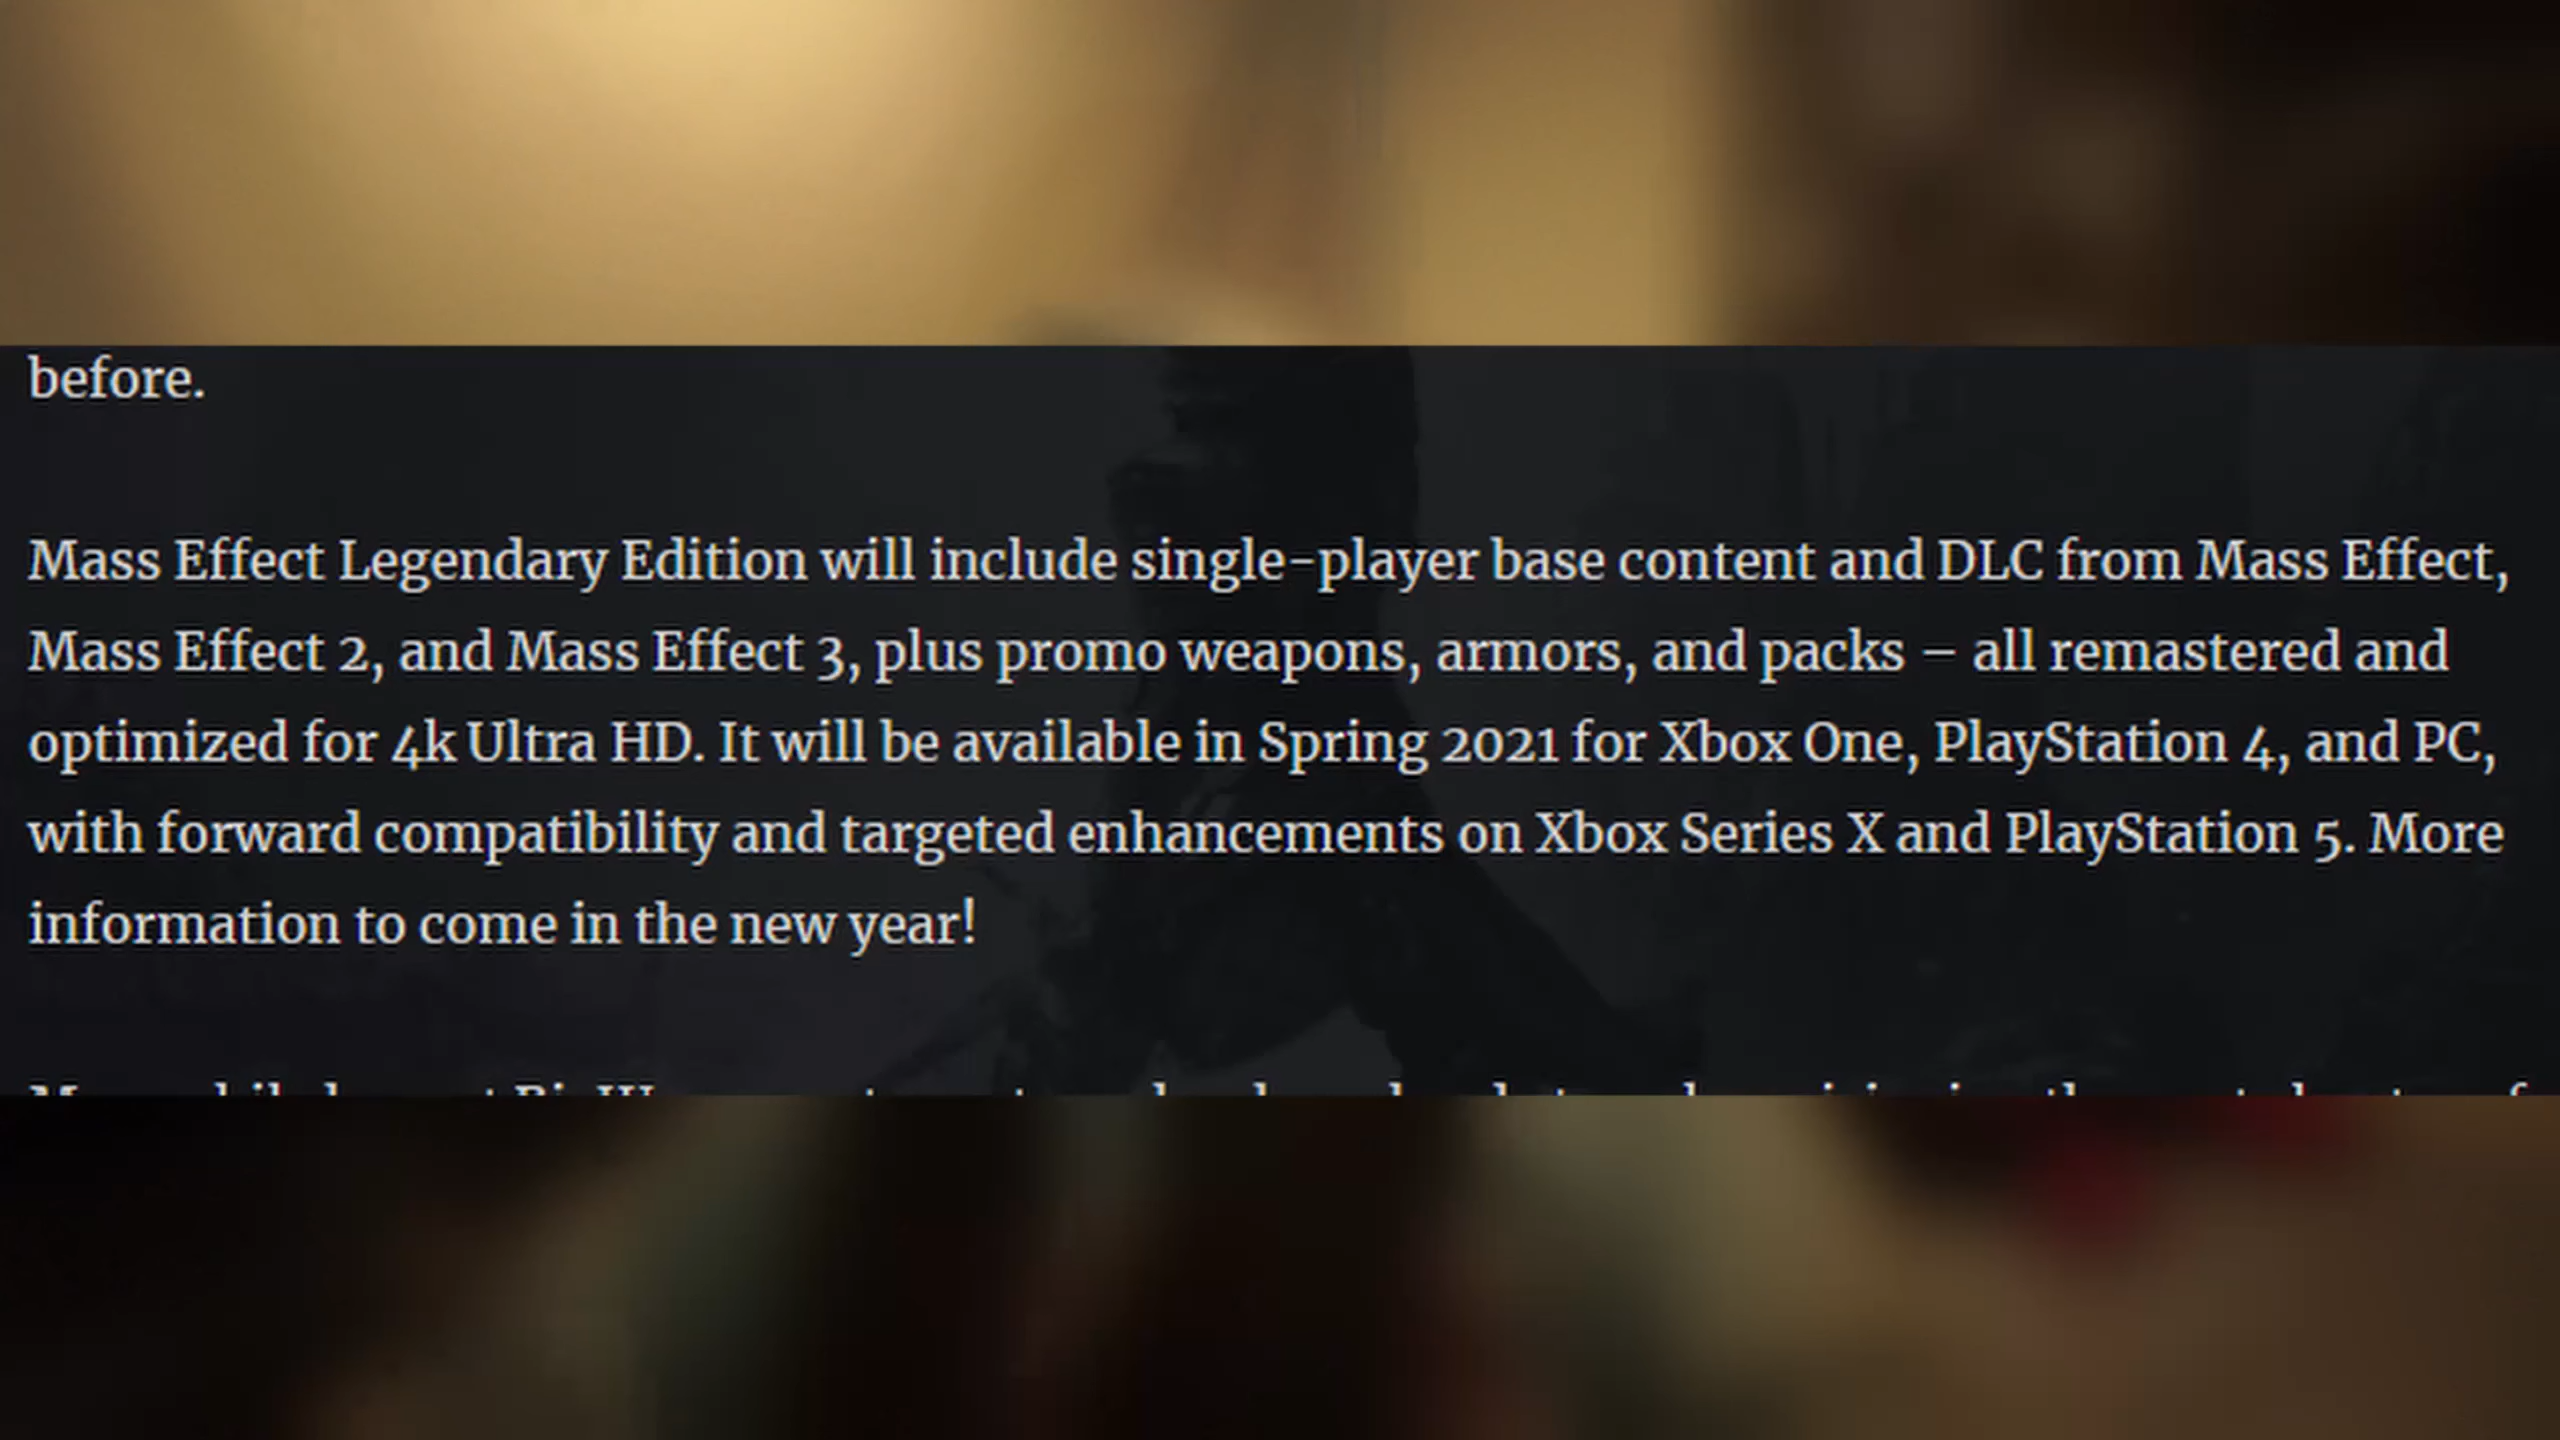 before.
Mass Effect Legendary Edition will include single-player base content and DLC from Mass Effect,
Mass Effect 2, and Mass Effect 3, plus promo weapons, armors, and packs – all remastered and
optimized for 4k Ultra HD. It will be available in Spring 2021 for Xbox One, PlayStation 4, and PC,
with forward compatibility and targeted enhancements on Xbox Series X and PlayStation 5. More
information to come in the new year!